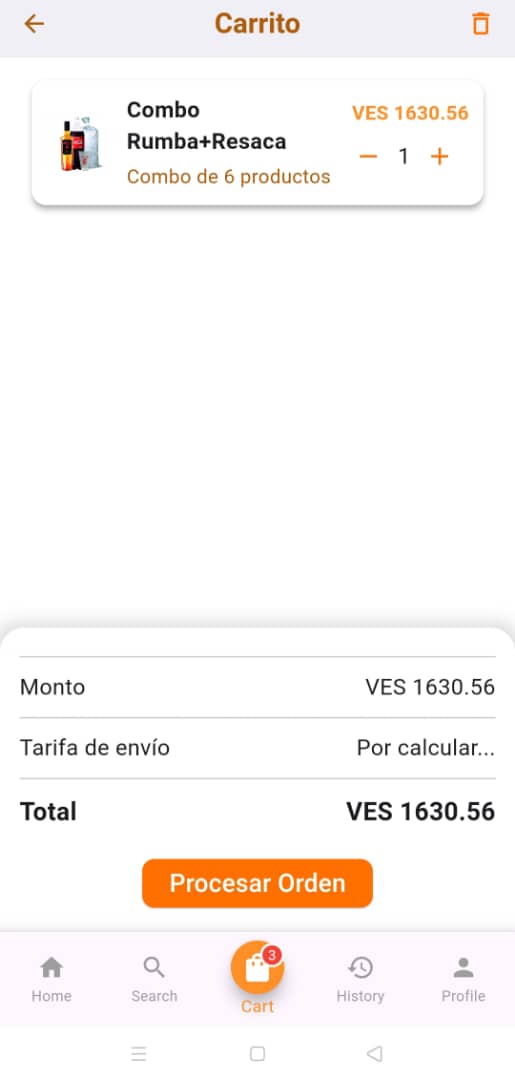 Carrito
Combo
Rumba+Resaca
Combo de 6 productos
VES 1630.56
1
Monto VES 1630.56
Tarifa de envío Por calcular...
Total VES 1630.56
Procesar Orden
3
Home Search Cart History Profile